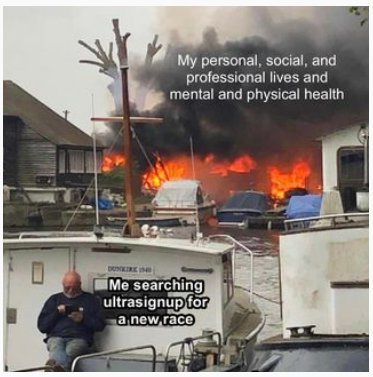 My personal, social, and
professional lives and
mental and physical health
DUNKIRK 1940
Me searching
ultrasignup for
a new race